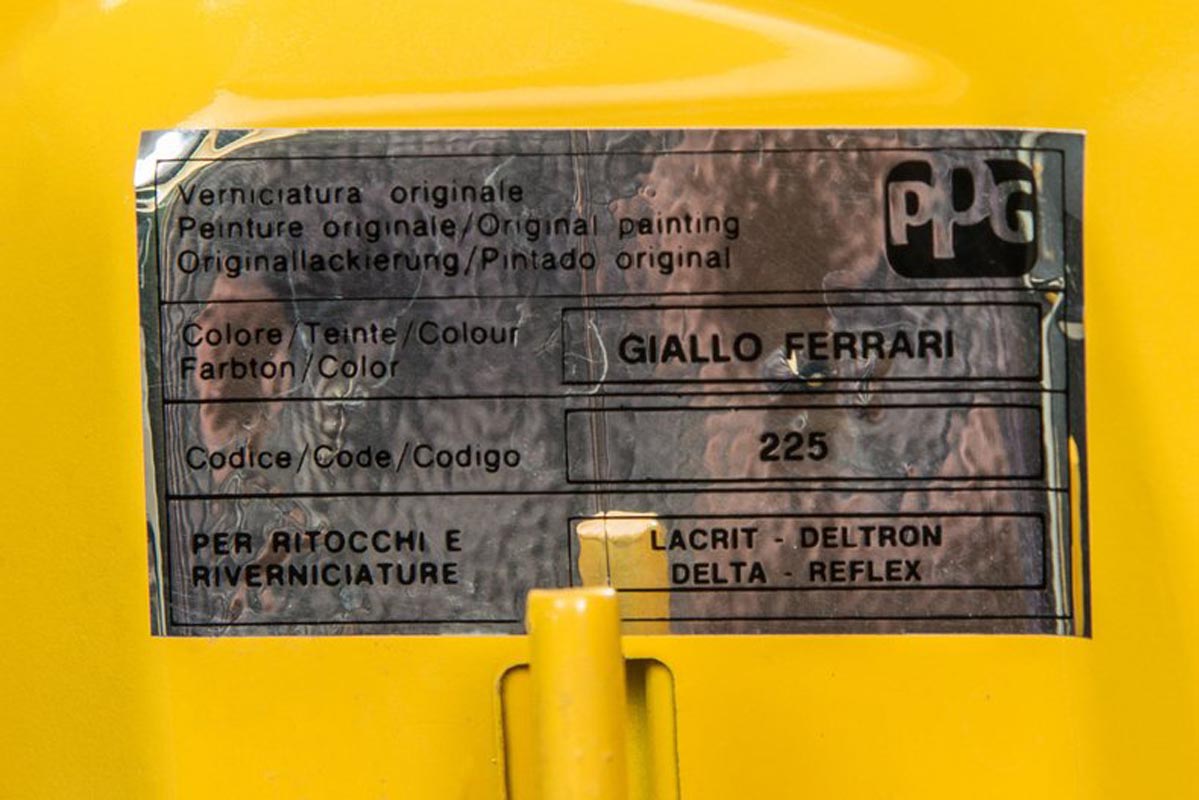 Verniciatura originale
Peinture originale/Original painting
Originallackierung/Pintado original
PPG
Colore/Teinte/Colour
Farbton/Color
GIALLO FERRARI
Codice/Code/Codigo
225
PER RITOCCHI E
RIVERNICIATURE
LACRIT - DELTRON
DELTA - REFLEX